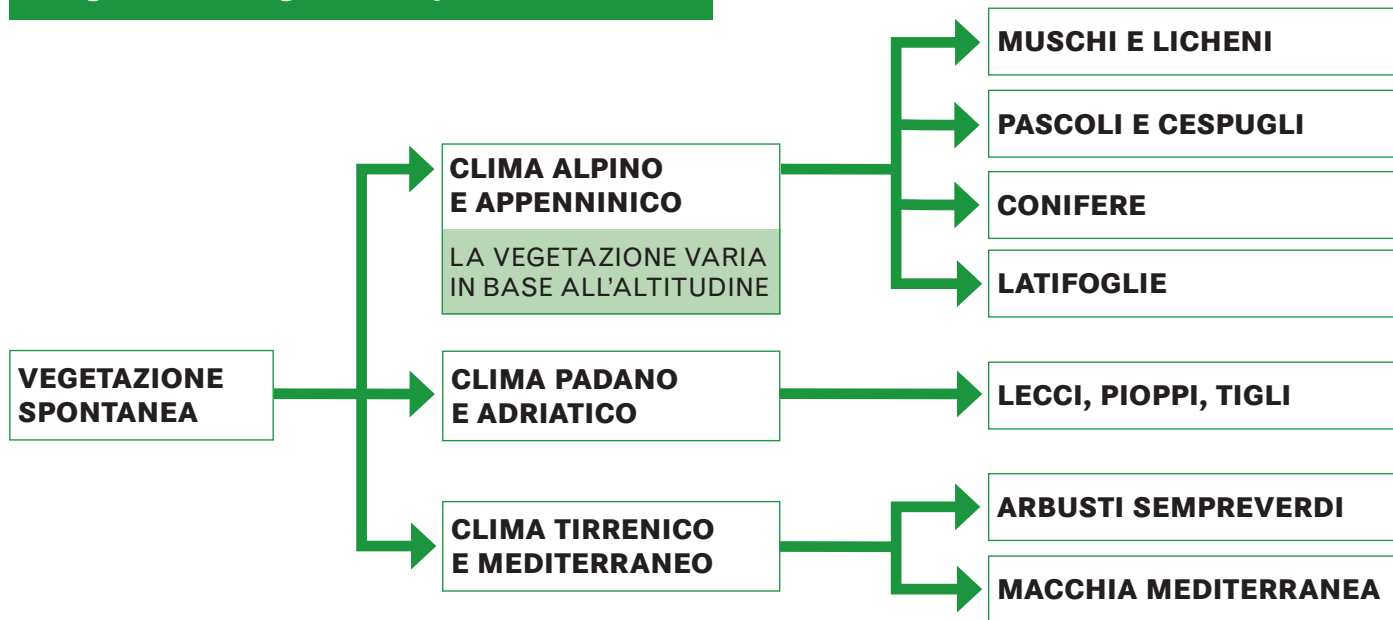 VEGETAZIONE
SPONTANEA
CLIMA ALPINO
E APPENNINICO
LA VEGETAZIONE VARIA
IN BASE ALL'ALTITUDINE
MUSCHI E LICHENI
PASCOLI E CESPUGLI
CONIFERE
LATIFOGLIE
CLIMA PADANO
E ADRIATICO
LECCI, PIOPPI, TIGLI
CLIMA TIRRENICO
E MEDITERRANEO
ARBUSTI SEMPREVERDI
MACCHIA MEDITERRANEA